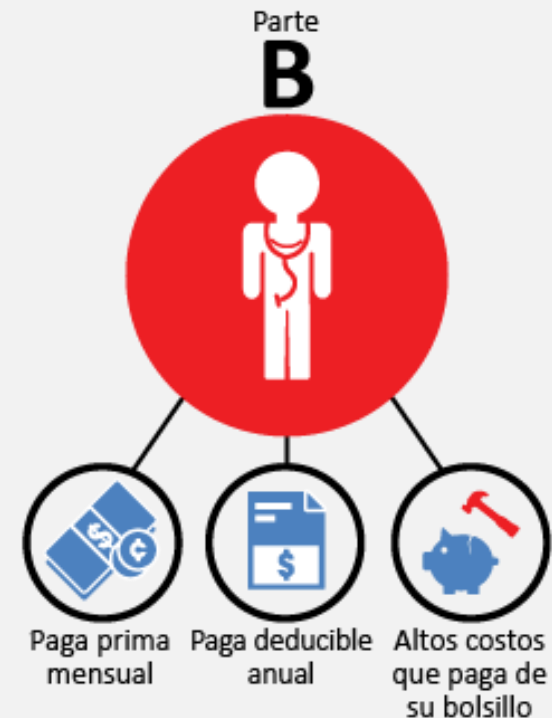 Parte
B
$ ¢
$
Paga prima
mensual
Paga deducible
anual
Altos costos
que paga de
su bolsillo